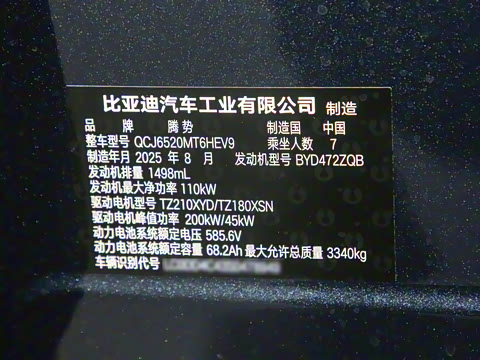 比亚迪汽车工业有限公司 制造
品 牌 腾势 制造国 中国
整车型号 QCJ6520MT6HEV9 乘坐人数 7
制造年月 2025 年 8 月 发动机型号 BYD472ZQB
发动机排量 1498mL
发动机最大净功率 110kW
驱动电机型号 TZ210XYD/TZ180XSN
驱动电机峰值功率 200kW/45kW
动力电池系统额定电压 585.6V
动力电池系统额定容量 68.2Ah 最大允许总质量 3340kg
车辆识别代号